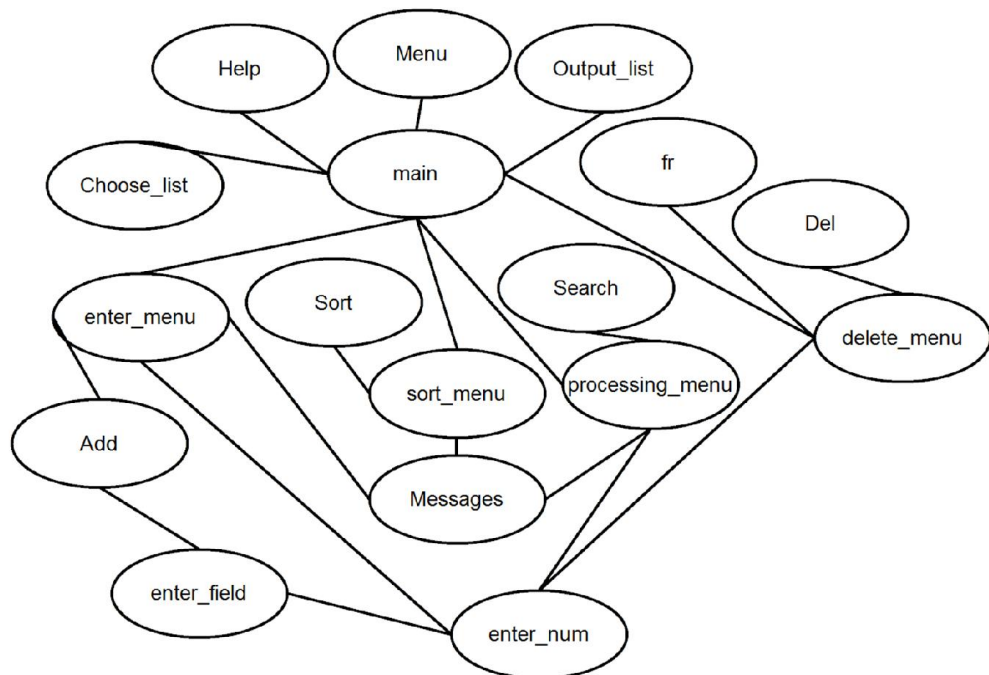 Menu
Help
Output_list
fr
main
Choose_list
Del
Search
Sort
enter_menu
delete_menu
processing_menu
sort_menu
Add
Messages
enter_field
enter_num